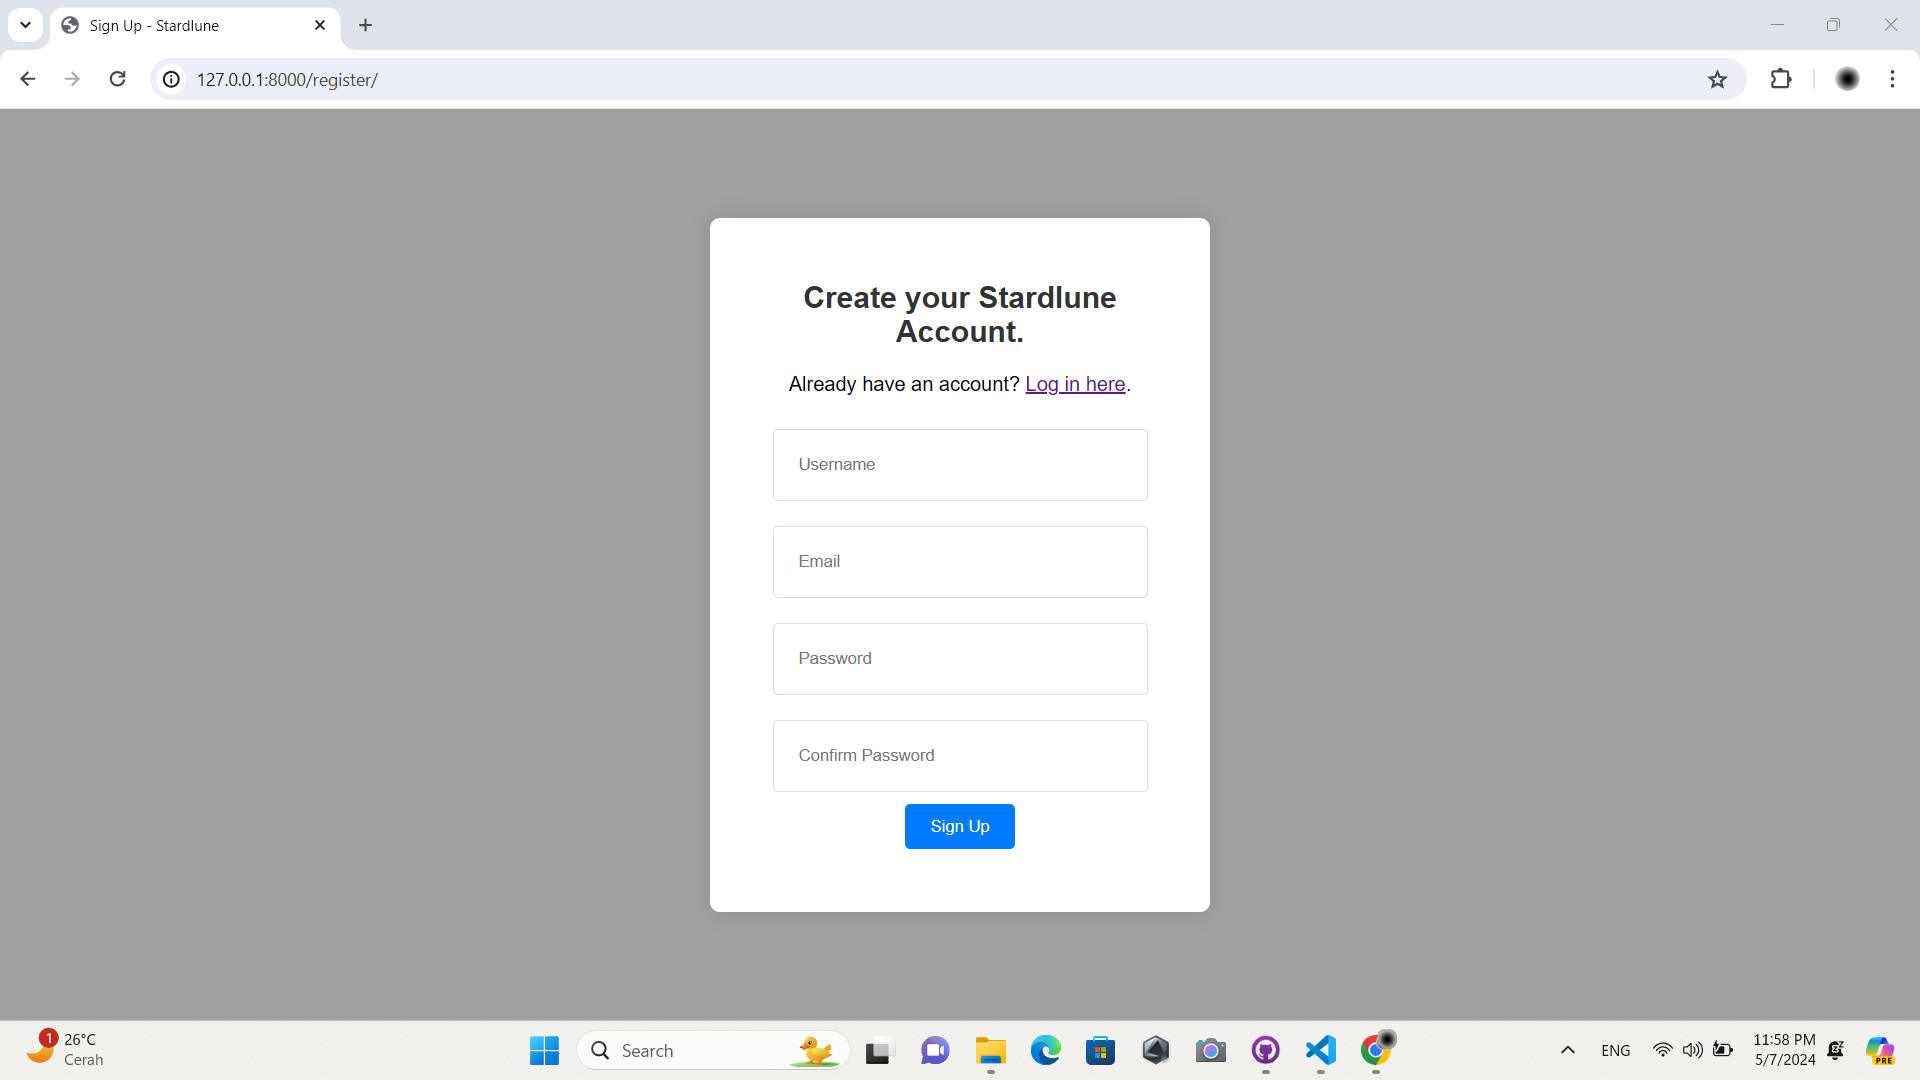 Sign Up - Stardlune
127.0.0.1:8000/register/
Create your Stardlune
Account.
Already have an account? Log in here.
Username
Email
Password
Confirm Password
Sign Up
1
26°C
Cerah
Search
PRE
ENG
11:58 PM
5/7/2024